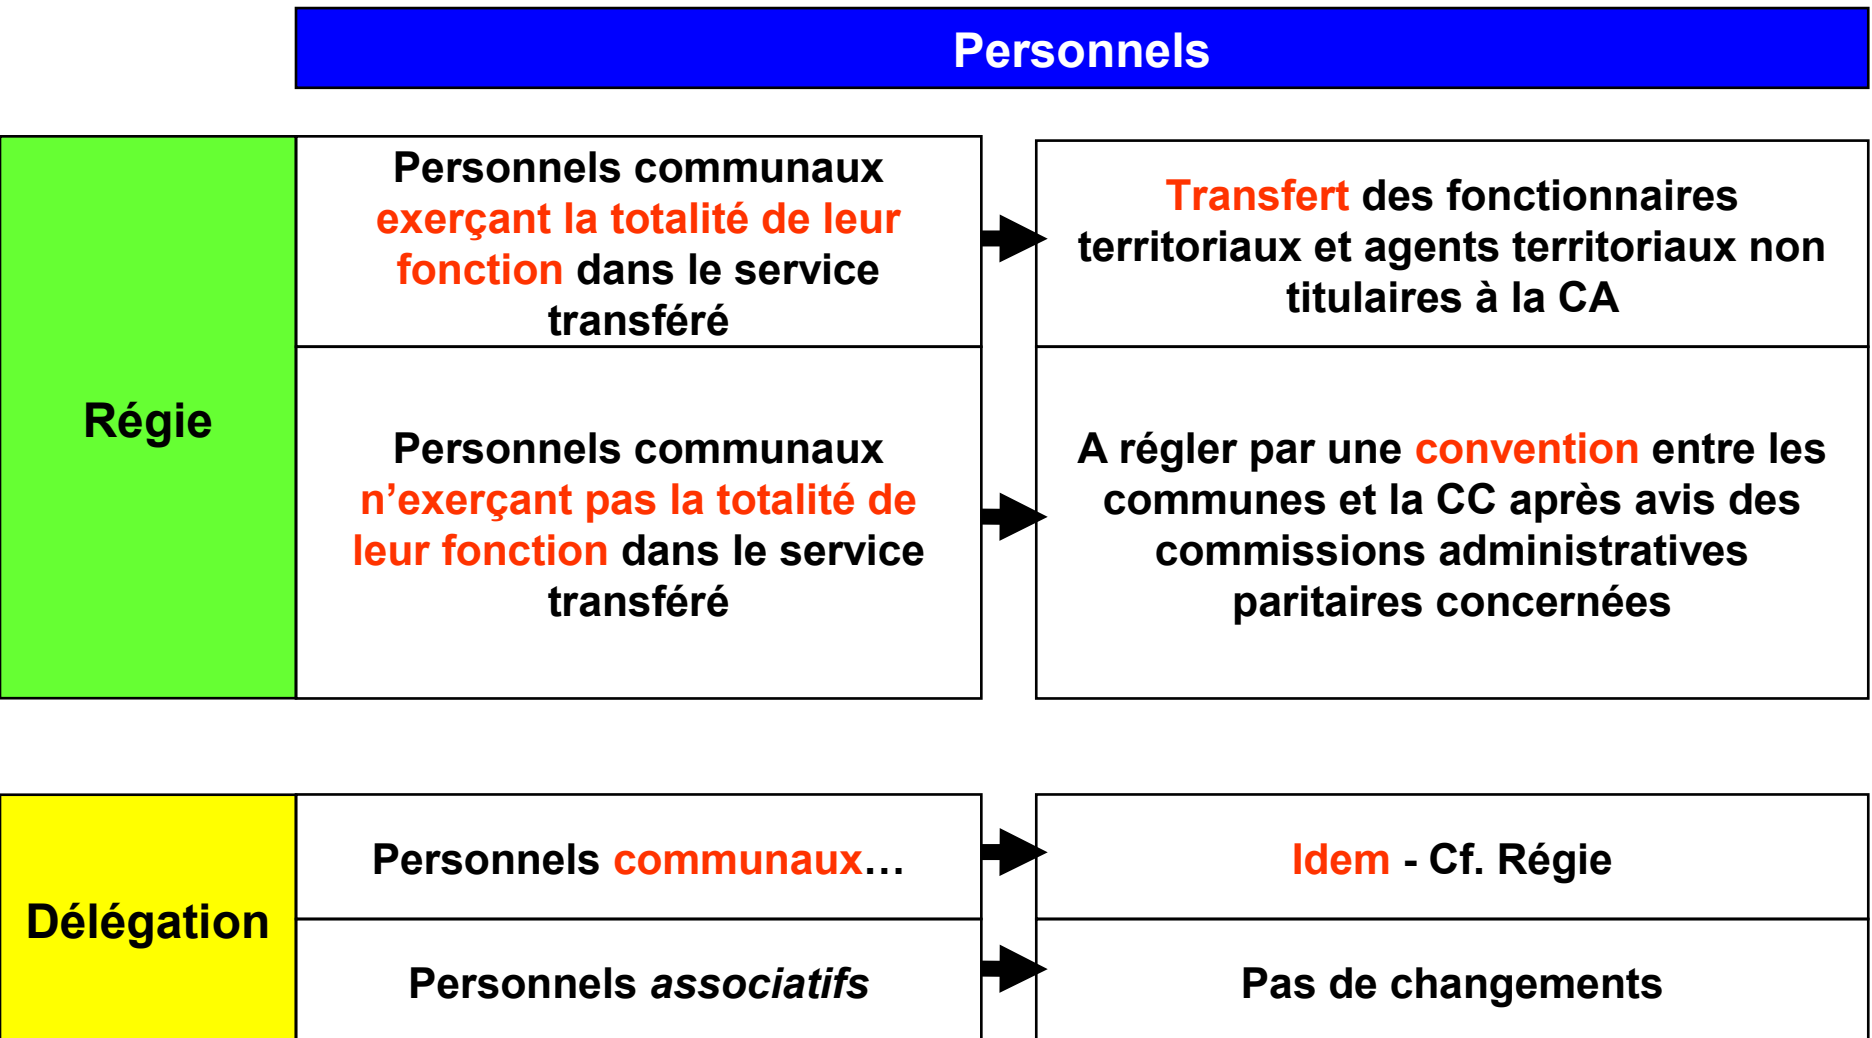 Personnels
Régie
Personnels communaux
exerçant la totalité de leur
fonction dans le service
transféré
Transfert des fonctionnaires
territoriaux et agents territoriaux non
titulaires à la CA
Personnels communaux
n’exerçant pas la totalité de
leur fonction dans le service
transféré
A régler par une convention entre les
communes et la CC après avis des
commissions administratives
paritaires concernées
Délégation
Personnels communaux…
Idem - Cf. Régie
Personnels associatifs
Pas de changements